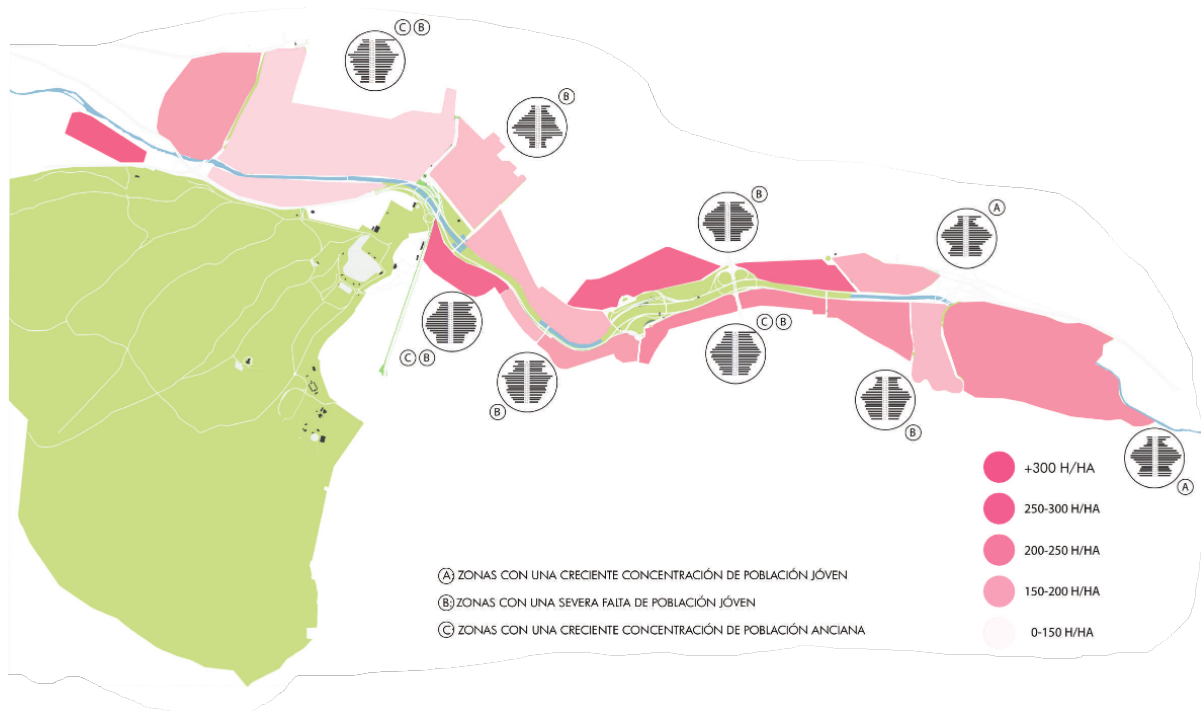 C B
B
B
A
C B
B
C B
B
A
+300 H/HA
250-300 H/HA
200-250 H/HA
150-200 H/HA
0-150 H/HA
A ZONAS CON UNA CRECIENTE CONCENTRACIÓN DE POBLACIÓN JÓVEN
B ZONAS CON UNA SEVERA FALTA DE POBLACIÓN JÓVEN
C ZONAS CON UNA CRECIENTE CONCENTRACIÓN DE POBLACIÓN ANCIANA